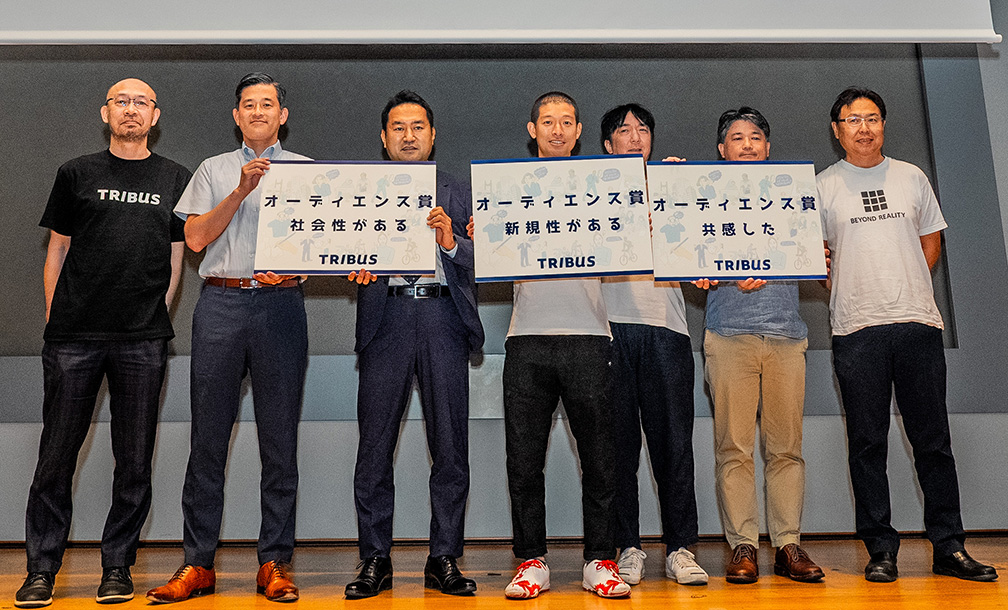 TRIBUS
オーディエンス賞
社会性がある
TRIBUS
オーディエンス賞
新規性がある
TRIBUS
オーディエンス賞
共感した
TRIBUS
BEYOND REALITY